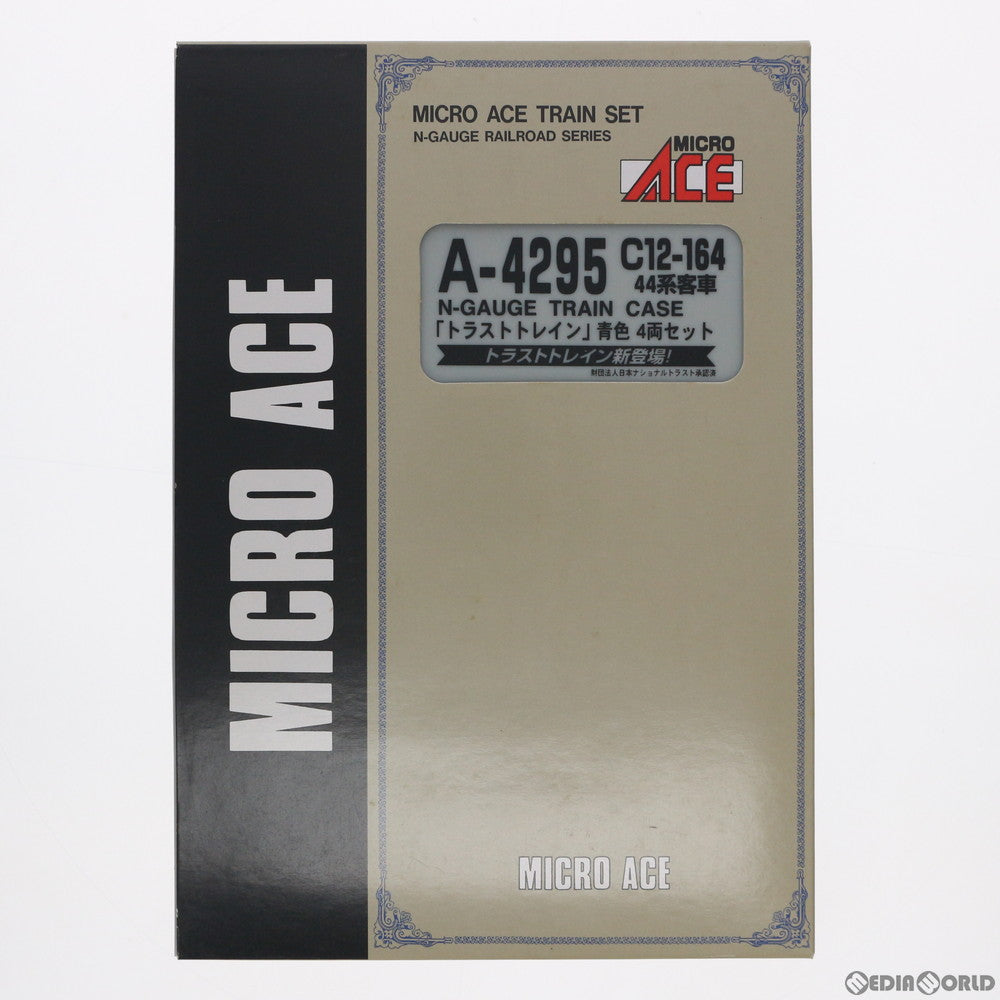 MICRO ACE
MICRO ACE TRAIN SET
N-GAUGE RAILROAD SERIES
MICRO
ACE
A-4295 C12-164
44系客車
N-GAUGE TRAIN CASE
「トラストトレイン」青色 4両セット
トラストトレイン新登場!
財団法人日本ナショナルトラスト承認済
MICRO ACE
MEDIAWORLD